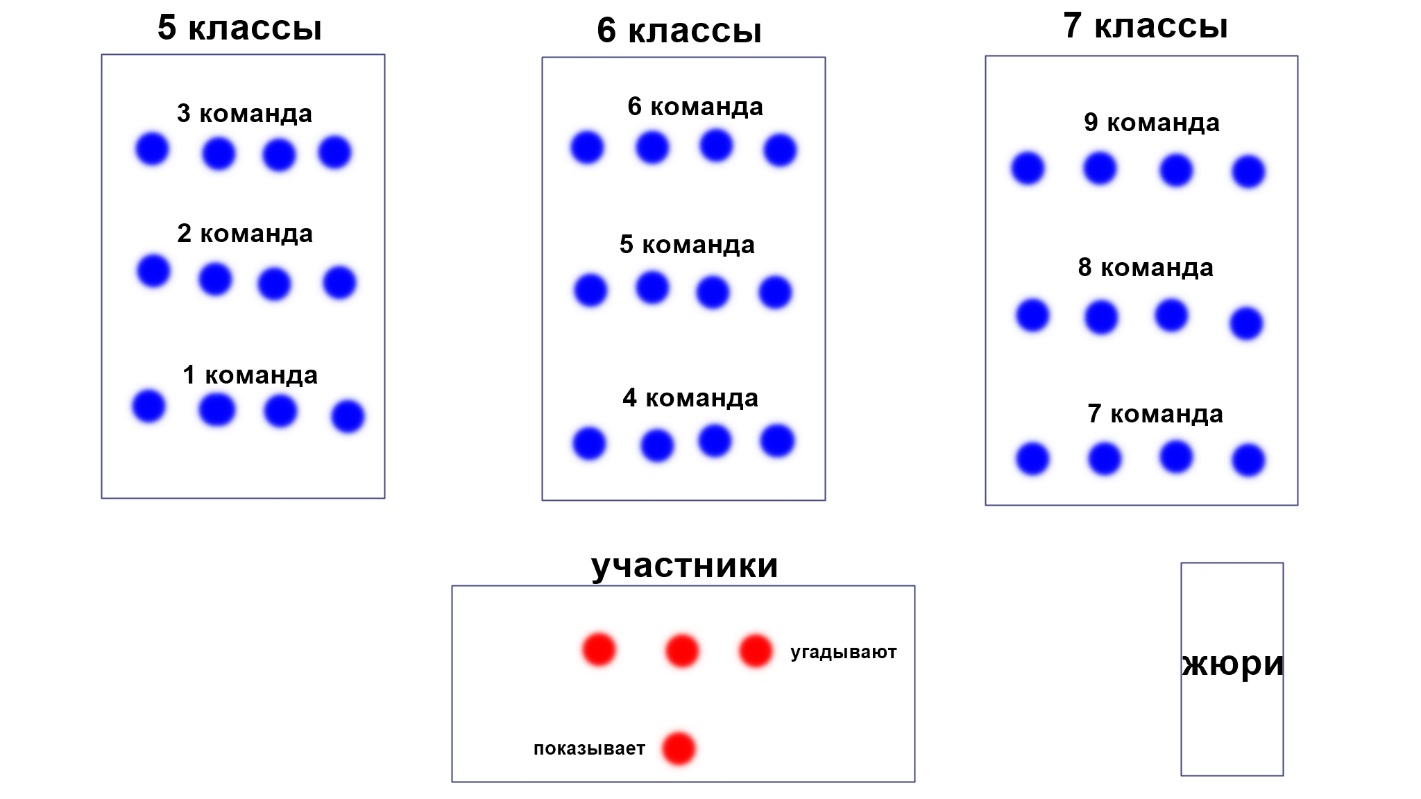 5 классы
3 команда
2 команда
1 команда
6 классы
6 команда
5 команда
4 команда
7 классы
9 команда
8 команда
7 команда
участники
угадывают
показывает
жюри